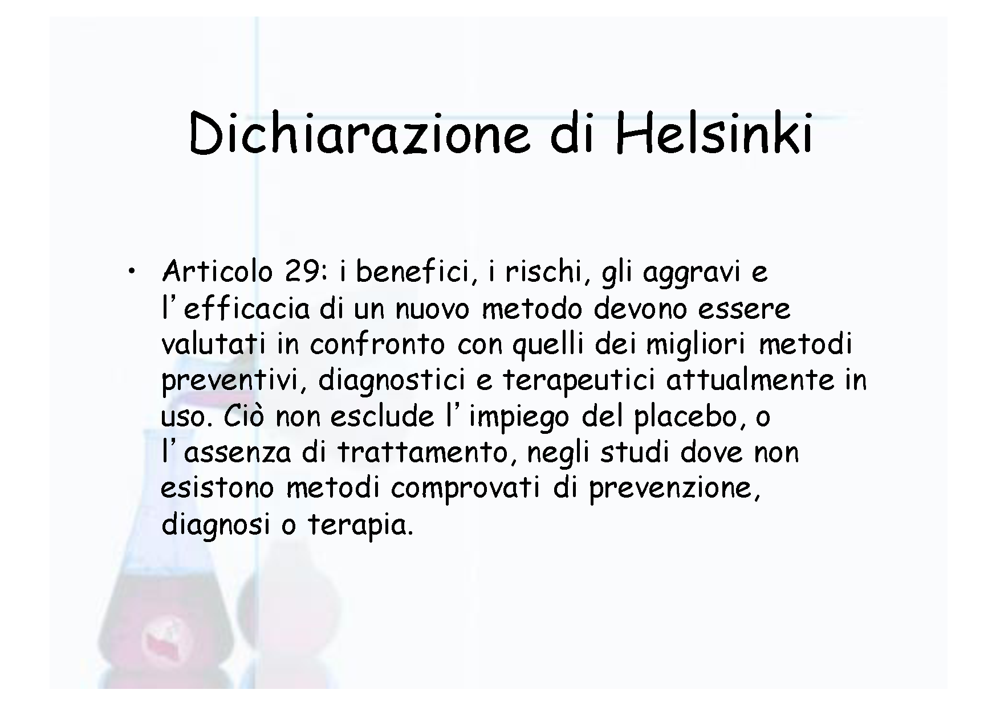 Dichiarazione di Helsinki
• Articolo 29: i benefici, i rischi, gli aggravi e
l’efficacia di un nuovo metodo devono essere
valutati in confronto con quelli dei migliori metodi
preventivi, diagnostici e terapeutici attualmente in
uso. Ciò non esclude l’impiego del placebo, o
l’assenza di trattamento, negli studi dove non
esistono metodi comprovati di prevenzione,
diagnosi o terapia.